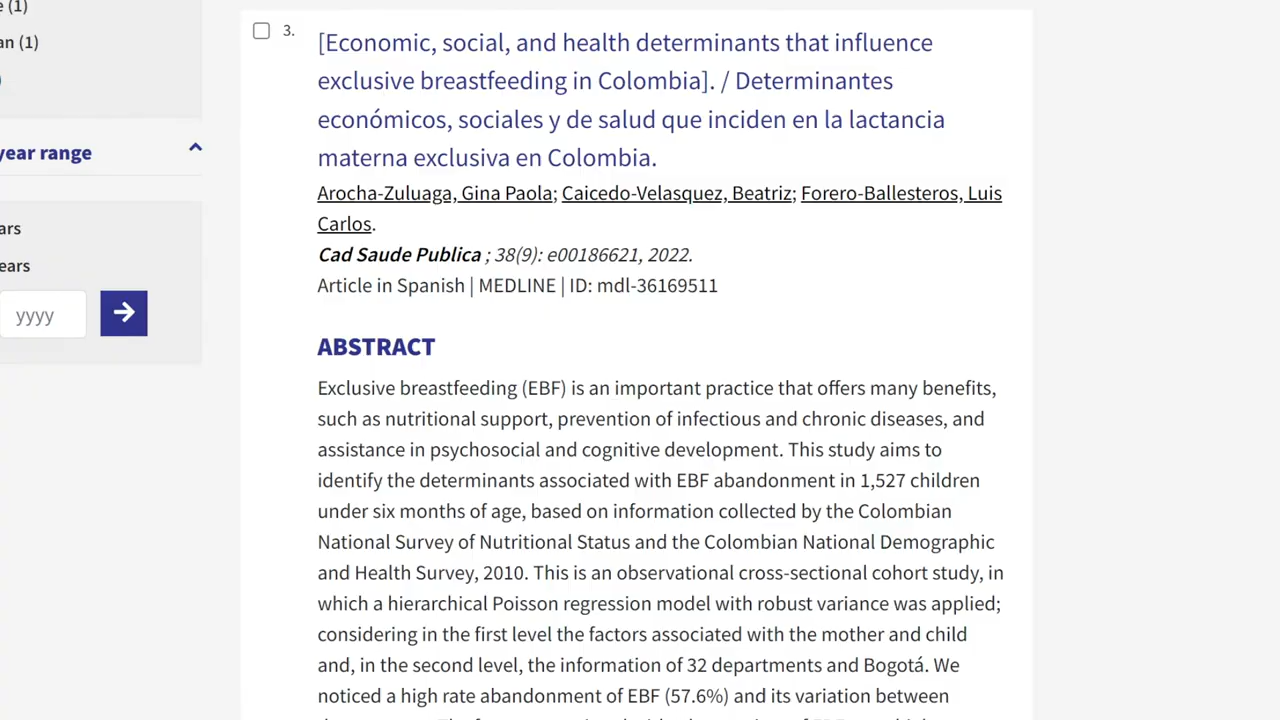 e (1)
an (1)
)
year range
ars
ears
yyyy
3.
[Economic, social, and health determinants that influence
exclusive breastfeeding in Colombia]. / Determinantes
económicos, sociales y de salud que inciden en la lactancia
materna exclusiva en Colombia.
Arocha-Zuluaga, Gina Paola; Caicedo-Velasquez, Beatriz; Forero-Ballesteros, Luis
Carlos.
Cad Saude Publica ; 38(9): e00186621, 2022.
Article in Spanish | MEDLINE | ID: mdl-36169511
ABSTRACT
Exclusive breastfeeding (EBF) is an important practice that offers many benefits,
such as nutritional support, prevention of infectious and chronic diseases, and
assistance in psychosocial and cognitive development. This study aims to
identify the determinants associated with EBF abandonment in 1,527 children
under six months of age, based on information collected by the Colombian
National Survey of Nutritional Status and the Colombian National Demographic
and Health Survey, 2010. This is an observational cross-sectional cohort study, in
which a hierarchical Poisson regression model with robust variance was applied;
considering in the first level the factors associated with the mother and child
and, in the second level, the information of 32 departments and Bogotá. We
noticed a high rate abandonment of EBF (57.6%) and its variation between